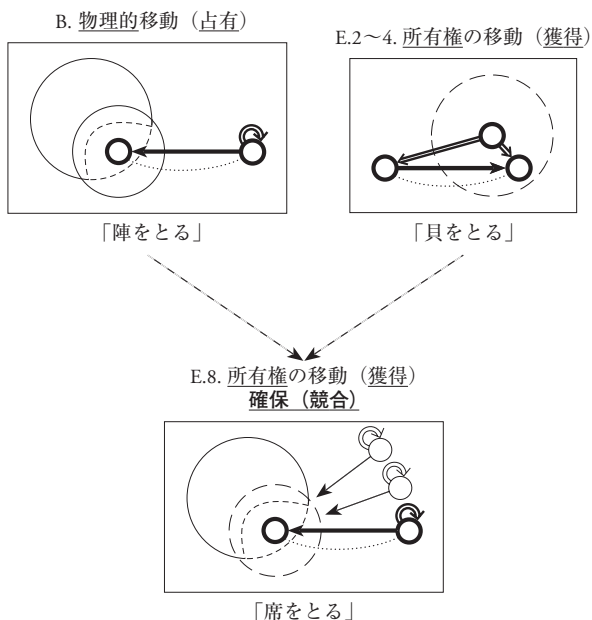 B. 物理的移動（占有）
E.2〜4. 所有権の移動（獲得）
「陣をとる」
「貝をとる」
E.8. 所有権の移動（獲得）
確保（競合）
「席をとる」